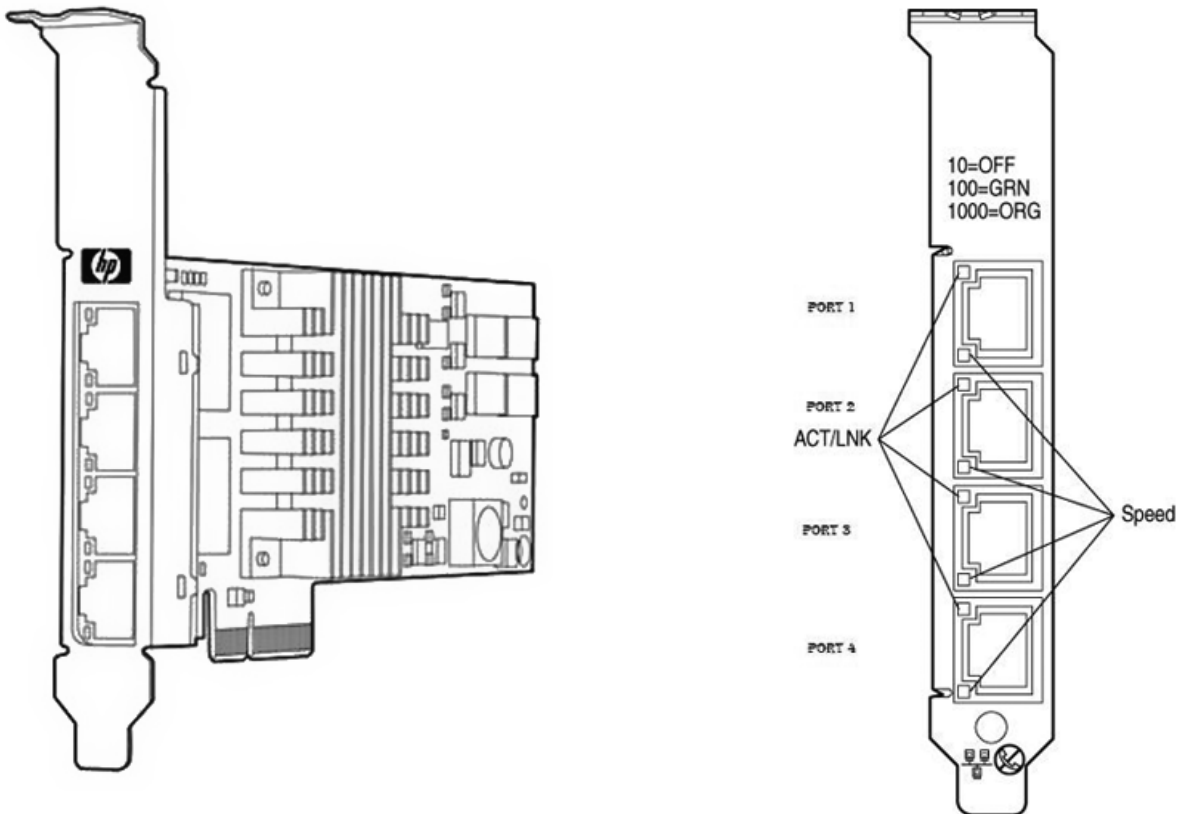 hp
10=OFF
100=GRN
1000=ORG
PORT 1
PORT 2
ACT/LNK
Speed
PORT 3
PORT 4